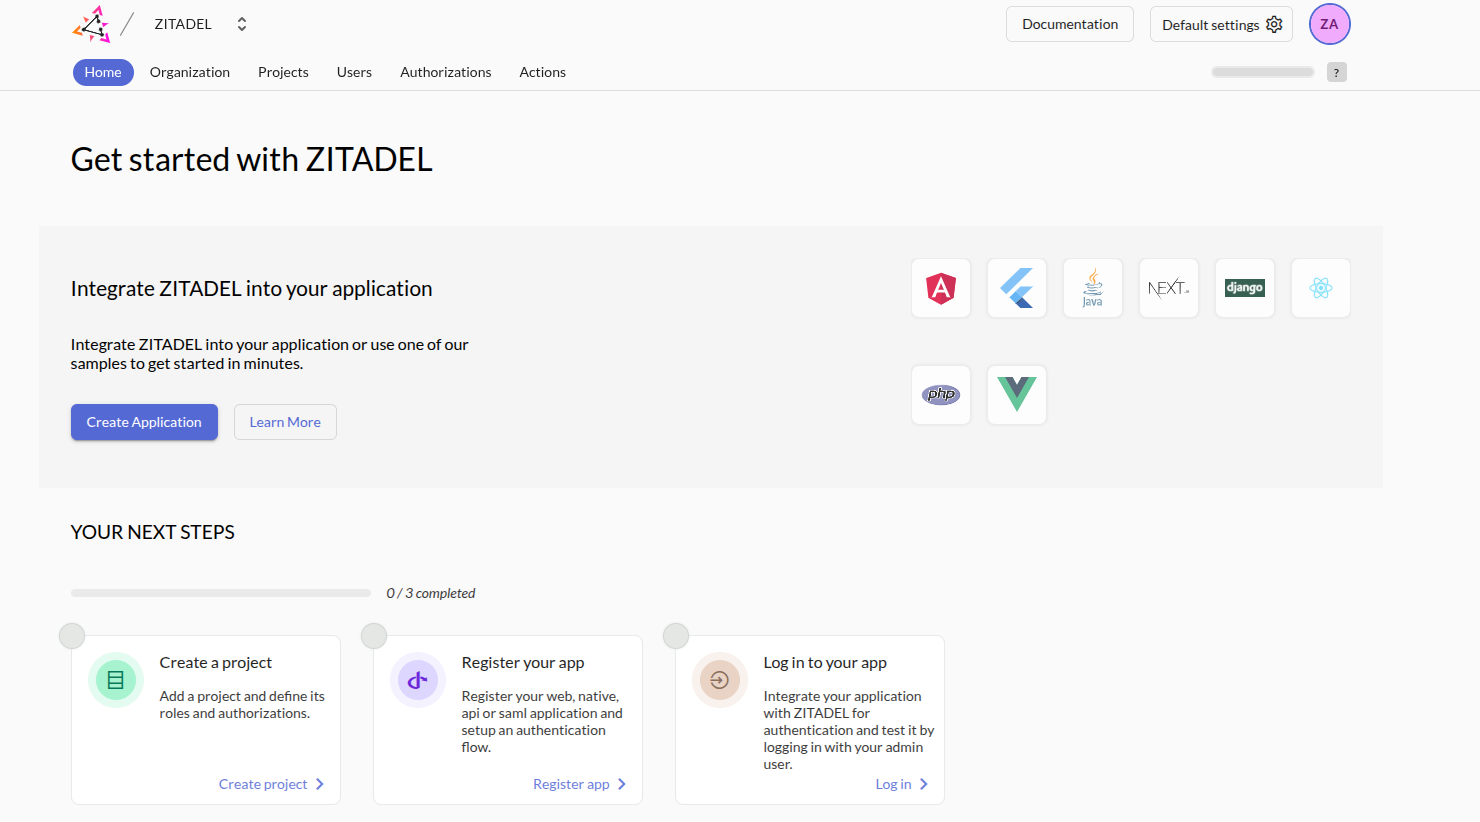 ZITADEL
Documentation
Default settings
ZA
Home
Organization
Projects
Users
Authorizations
Actions
?
Get started with ZITADEL
Integrate ZITADEL into your application
Integrate ZITADEL into your application or use one of our
samples to get started in minutes.
Create Application
Learn More
A
Java
NEXT.
django
php
YOUR NEXT STEPS
0 / 3 completed
Create a project
Add a project and define its
roles and authorizations.
Create project
Register your app
Register your web, native,
api or saml application and
setup an authentication
flow.
Register app
Log in to your app
Integrate your application
with ZITADEL for
authentication and test it by
logging in with your admin
user.
Log in